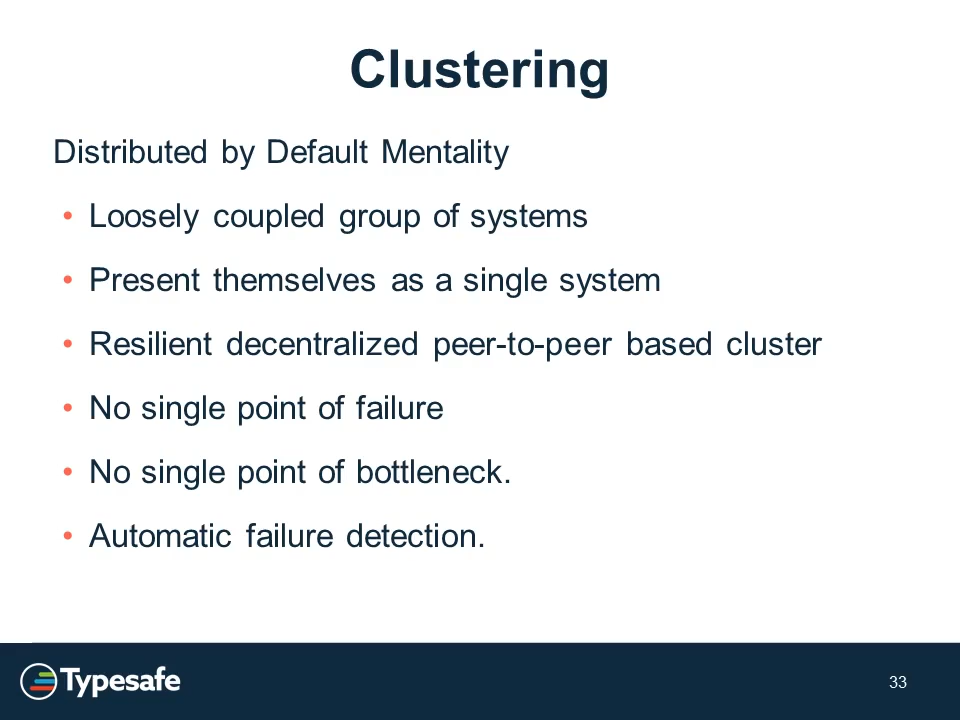 Clustering
Distributed by Default Mentality
• Loosely coupled group of systems
• Present themselves as a single system
• Resilient decentralized peer-to-peer based cluster
• No single point of failure
• No single point of bottleneck.
• Automatic failure detection.
Typesafe
33